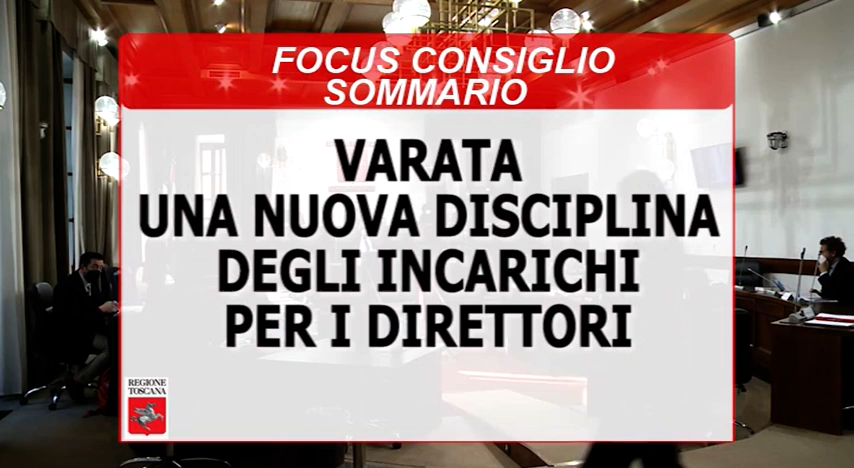 FOCUS CONSIGLIO
SOMMARIO
VARATA
UNA NUOVA DISCIPLINA
DEGLI INCARICHI
PER I DIRETTORI
REGIONE
TOSCANA